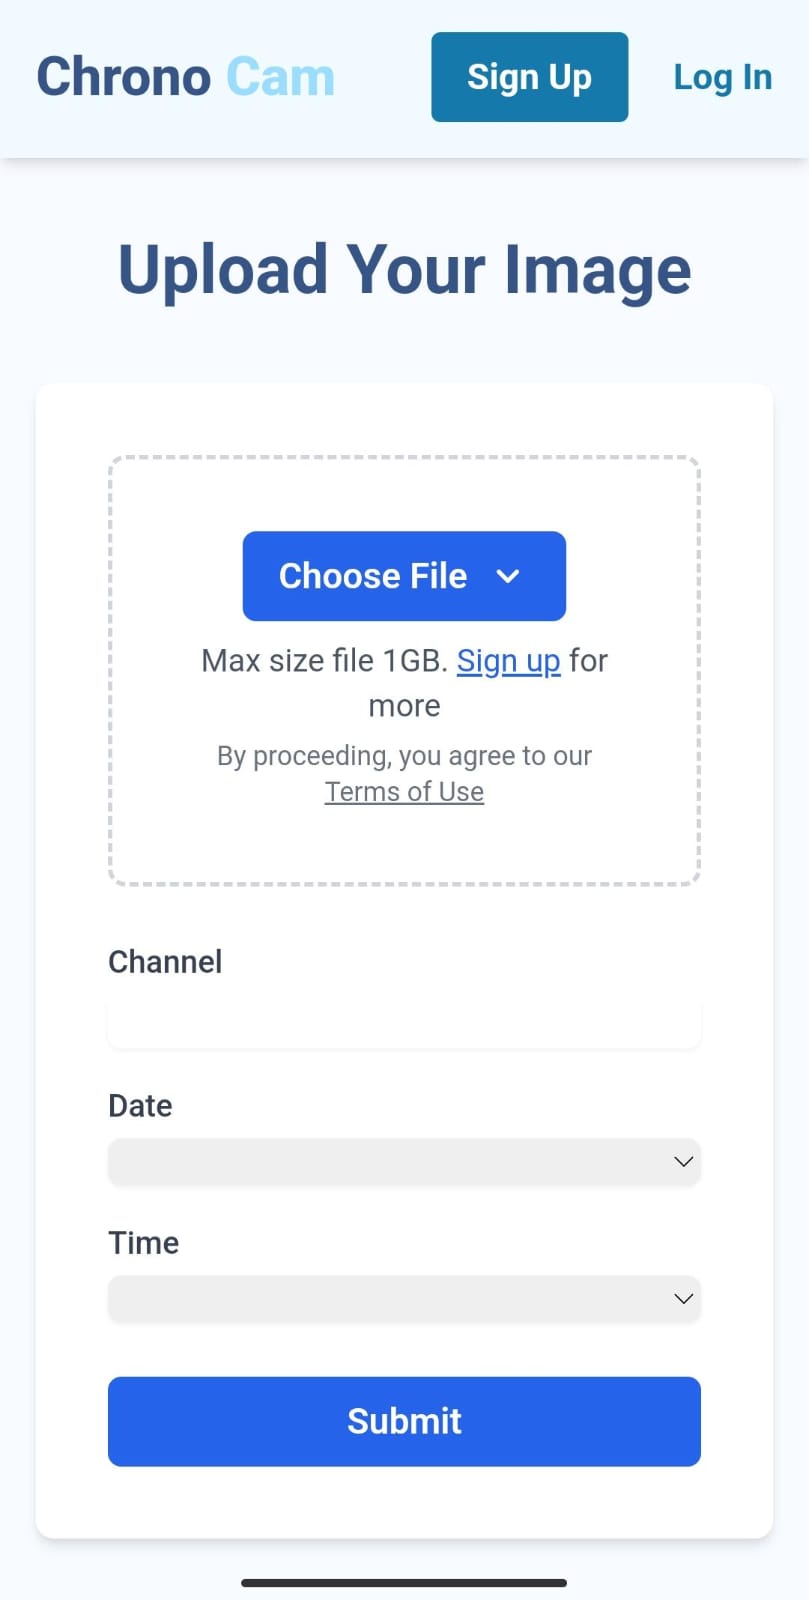 Chrono Cam
Sign Up
Log In
Upload Your Image
Choose File
Max size file 1GB. Sign up for
more
By proceeding, you agree to our
Terms of Use
Channel
Date
Time
Submit